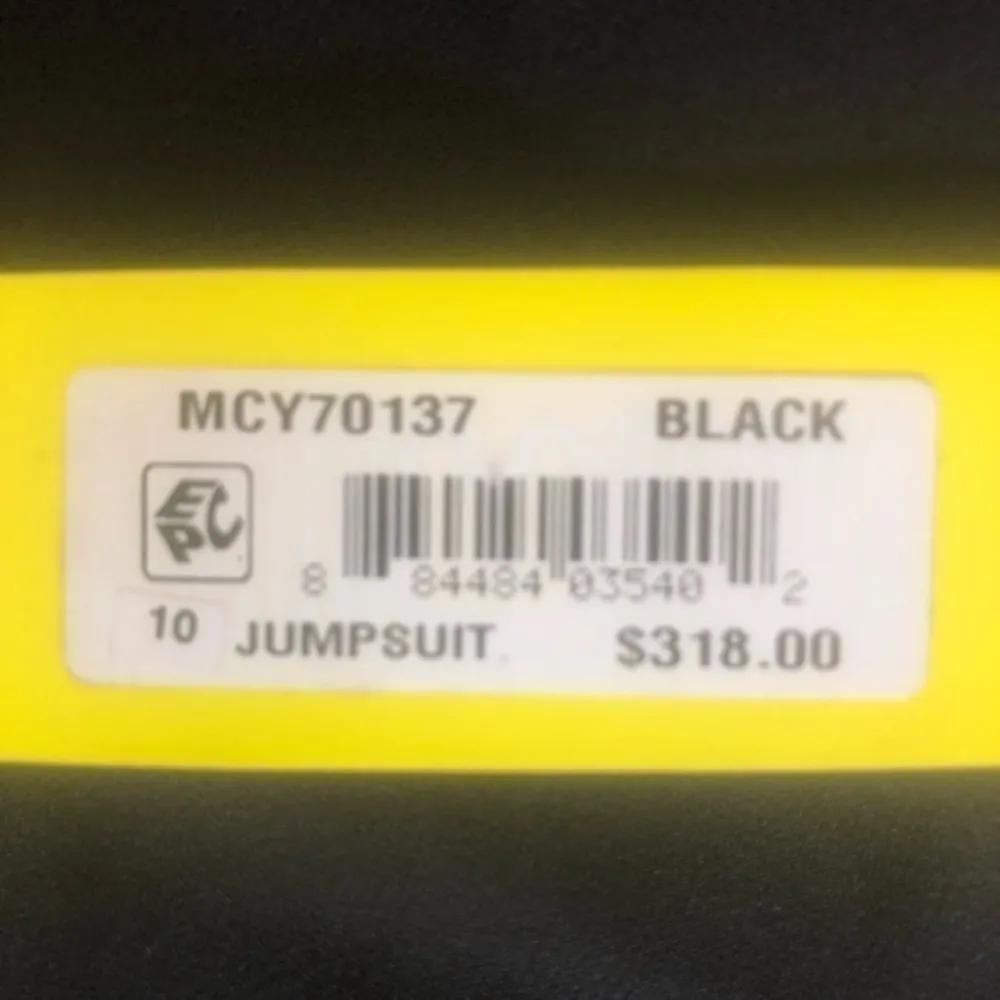 MCY70137 BLACK
EPC
8 84484 03540 2
10 JUMPSUIT $318.00